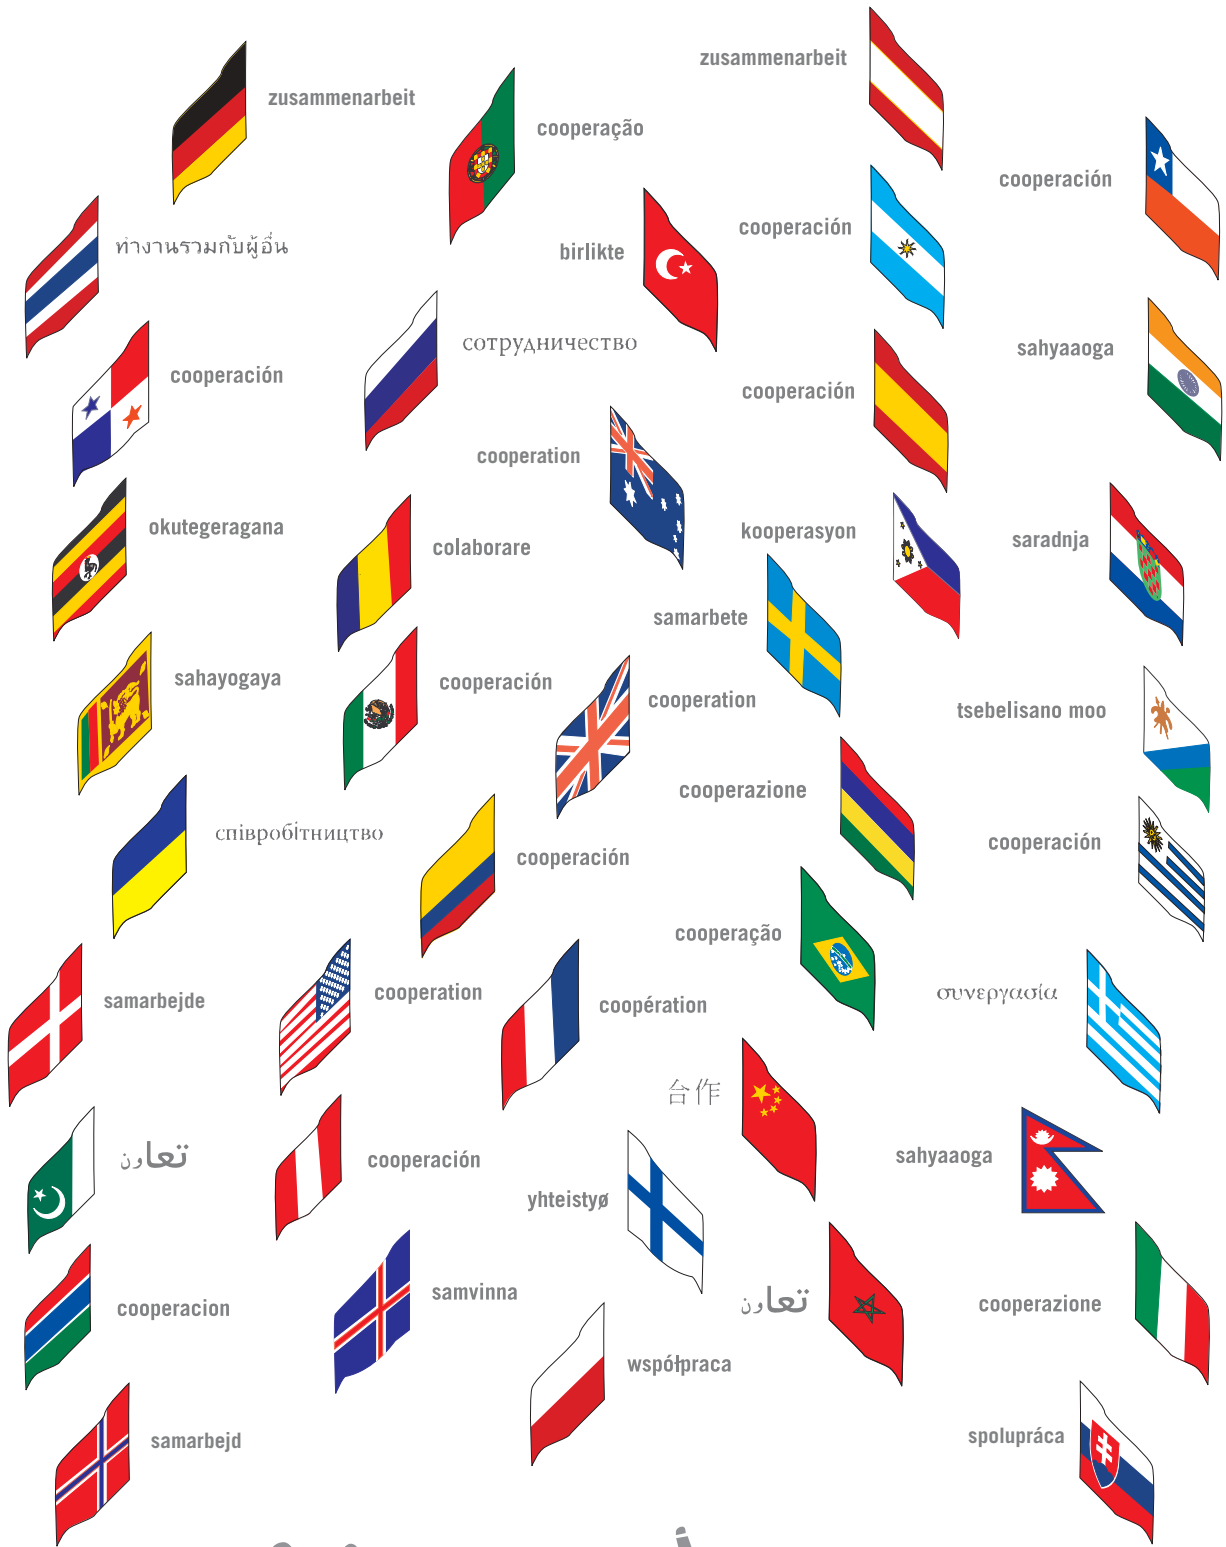 zusammenarbeit
zusammenarbeit
cooperação
cooperación
cooperación
ทำงานรวมกับผู้อื่น
birlikte
сотрудничество
sahyaaoga
cooperación
cooperación
cooperation
okutegeragana
kooperasyon
saradnja
colaborare
samarbete
sahayogaya
cooperación
cooperation
tsebelisano moo
cooperazione
співробітництво
cooperación
cooperación
cooperação
samarbejde
cooperation
συνεργασία
coopération
台作
تعاون
cooperación
sahyaaoga
yhteistyø
samvinna
تعاون
cooperazione
cooperacion
współpraca
samarbejd
spolupráca